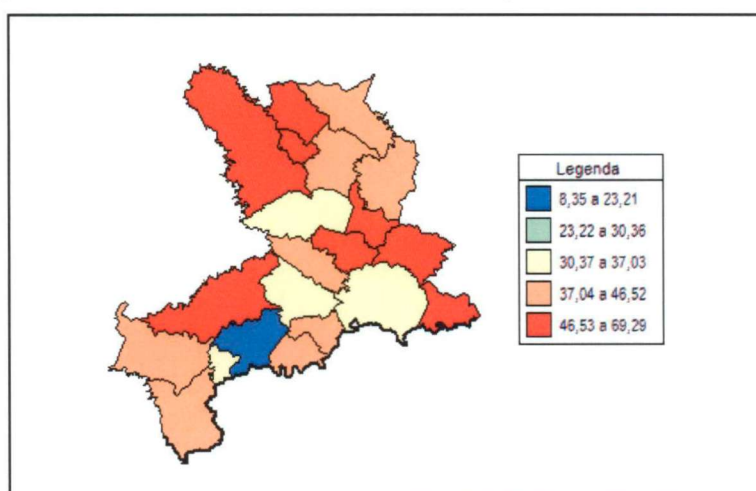 Legenda
8,35 a 23,21
23,22 a 30,36
30,37 a 37,03
37,04 a 46,52
46,53 a 69,29